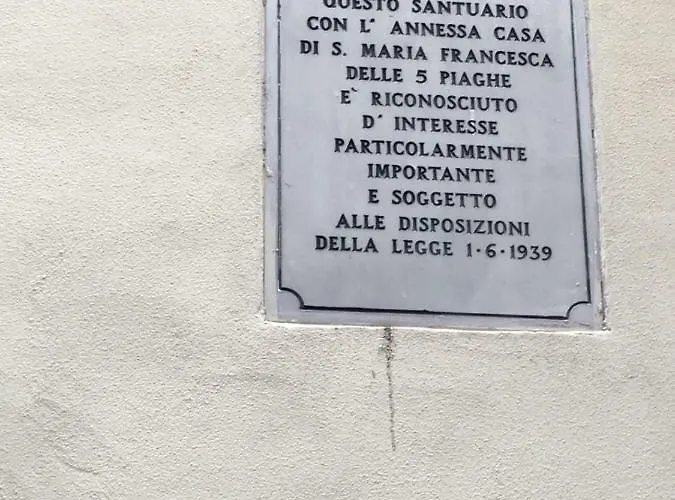 QUESTO SANTUARIO
CON L' ANNESSA CASA
DI S. MARIA FRANCESCA
DELLE 5 PIAGHE
E` RICONOSCIUTO
D' INTERESSE
PARTICOLARMENTE
IMPORTANTE
E SOGGETTO
ALLE DISPOSIZIONI
DELLA LEGGE 1·6·1939